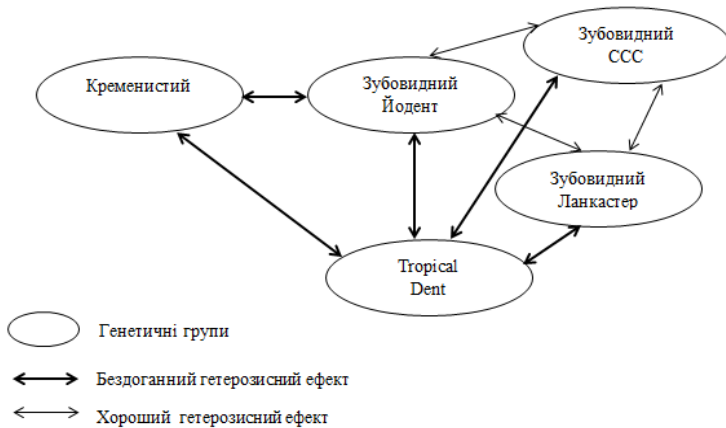 Зубовидний
ССС
Кременистий
Зубовидний
Йодент
Зубовидний
Ланкастер
Tropical
Dent
Генетичні групи
Бездоганний гетерозисний ефект
Хороший гетерозисний ефект